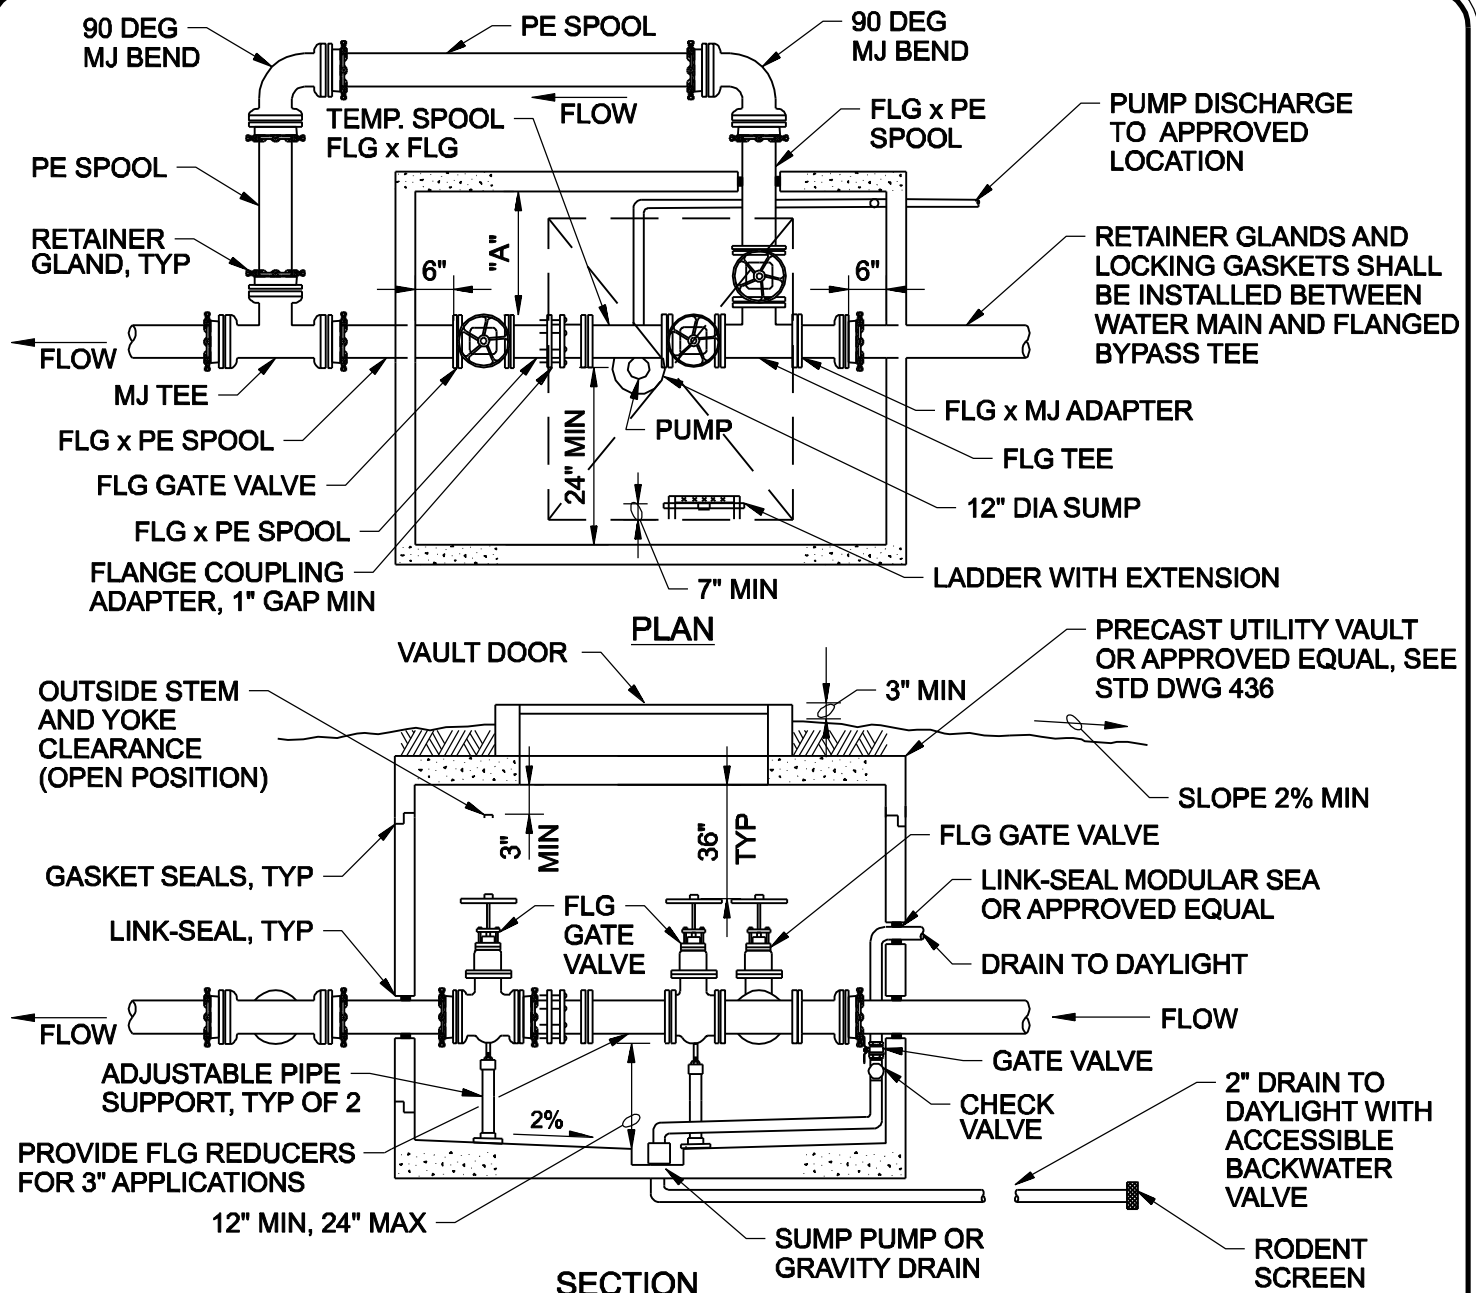 90 DEG
MJ BEND
PE SPOOL
90 DEG
MJ BEND
FLOW
TEMP. SPOOL
FLG x FLG
FLG x PE
SPOOL
PUMP DISCHARGE
TO APPROVED
LOCATION
PE SPOOL
RETAINER
GLAND, TYP
6"
"A"
6"
RETAINER GLANDS AND
LOCKING GASKETS SHALL
BE INSTALLED BETWEEN
WATER MAIN AND FLANGED
BYPASS TEE
FLOW
MJ TEE
FLG x PE SPOOL
FLG GATE VALVE
FLG x PE SPOOL
FLANGE COUPLING
ADAPTER, 1" GAP MIN
24" MIN
PUMP
FLG x MJ ADAPTER
FLG TEE
12" DIA SUMP
LADDER WITH EXTENSION
7" MIN
PLAN
VAULT DOOR
PRECAST UTILITY VAULT
OR APPROVED EQUAL, SEE
STD DWG 436
OUTSIDE STEM
AND YOKE
CLEARANCE
(OPEN POSITION)
3" MIN
SLOPE 2% MIN
3"
MIN
36"
TYP
FLG GATE VALVE
GASKET SEALS, TYP
LINK-SEAL MODULAR SEA
OR APPROVED EQUAL
LINK-SEAL, TYP
FLG
GATE
VALVE
DRAIN TO DAYLIGHT
FLOW
FLOW
GATE VALVE
ADJUSTABLE PIPE
SUPPORT, TYP OF 2
2%
CHECK
VALVE
2" DRAIN TO
DAYLIGHT WITH
ACCESSIBLE
BACKWATER
VALVE
PROVIDE FLG REDUCERS
FOR 3" APPLICATIONS
12" MIN, 24" MAX
SUMP PUMP OR
GRAVITY DRAIN
RODENT
SCREEN
SECTION